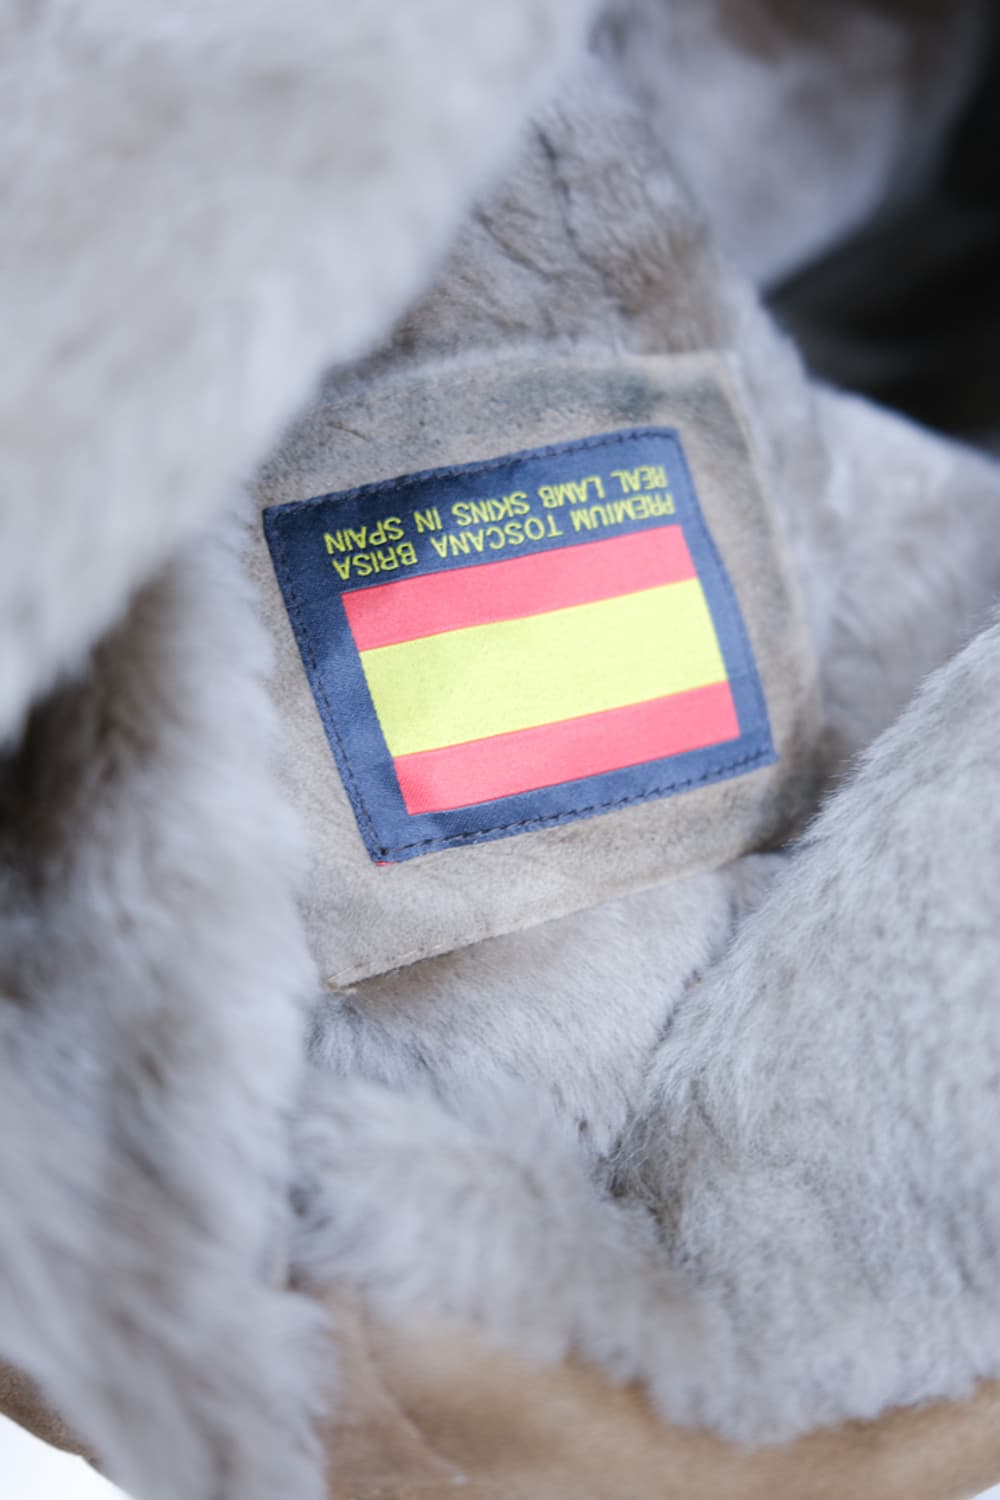 PREMIUM TOSCANA BRISA
REAL LAMB SKINS IN SPAIN